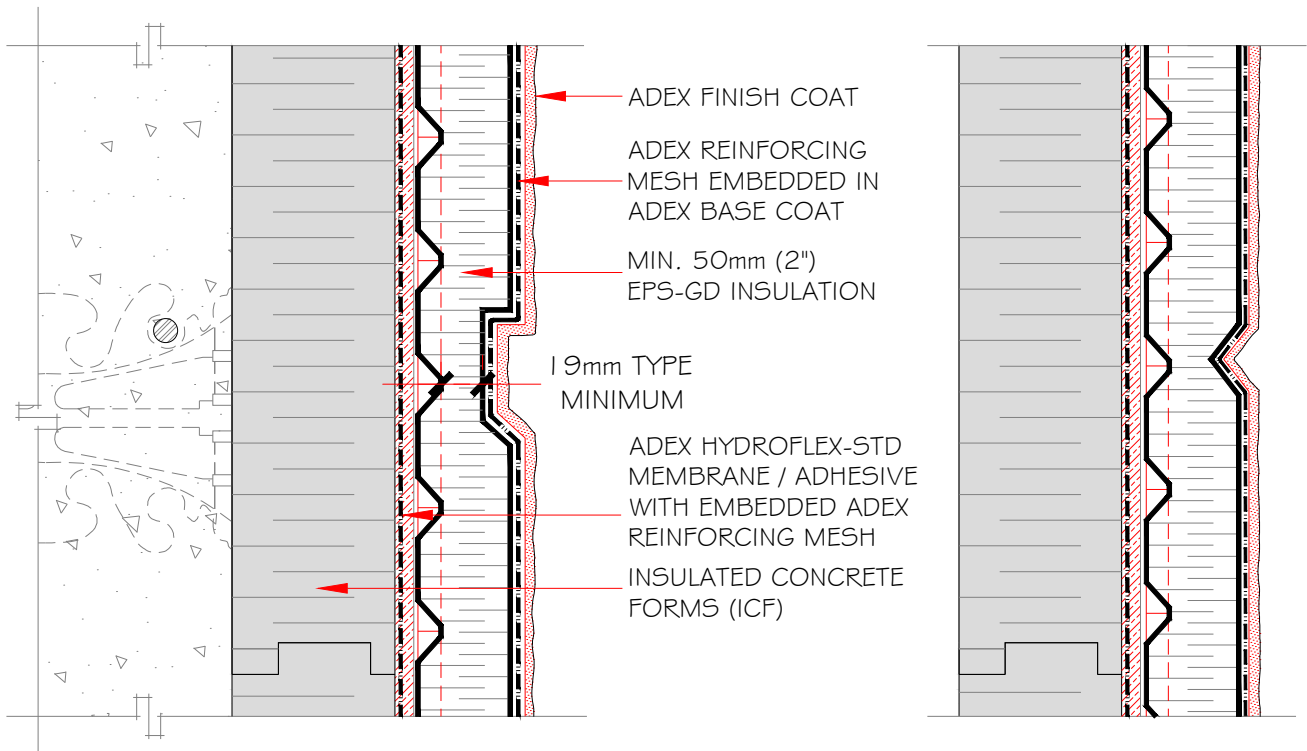 ADEX FINISH COAT
ADEX REINFORCING
MESH EMBEDDED IN
ADEX BASE COAT
MIN. 50mm (2")
EPS-GD INSULATION
19mm TYPE
MINIMUM
ADEX HYDROFLEX-STD
MEMBRANE / ADHESIVE
WITH EMBEDDED ADEX
REINFORCING MESH
INSULATED CONCRETE
FORMS (ICF)